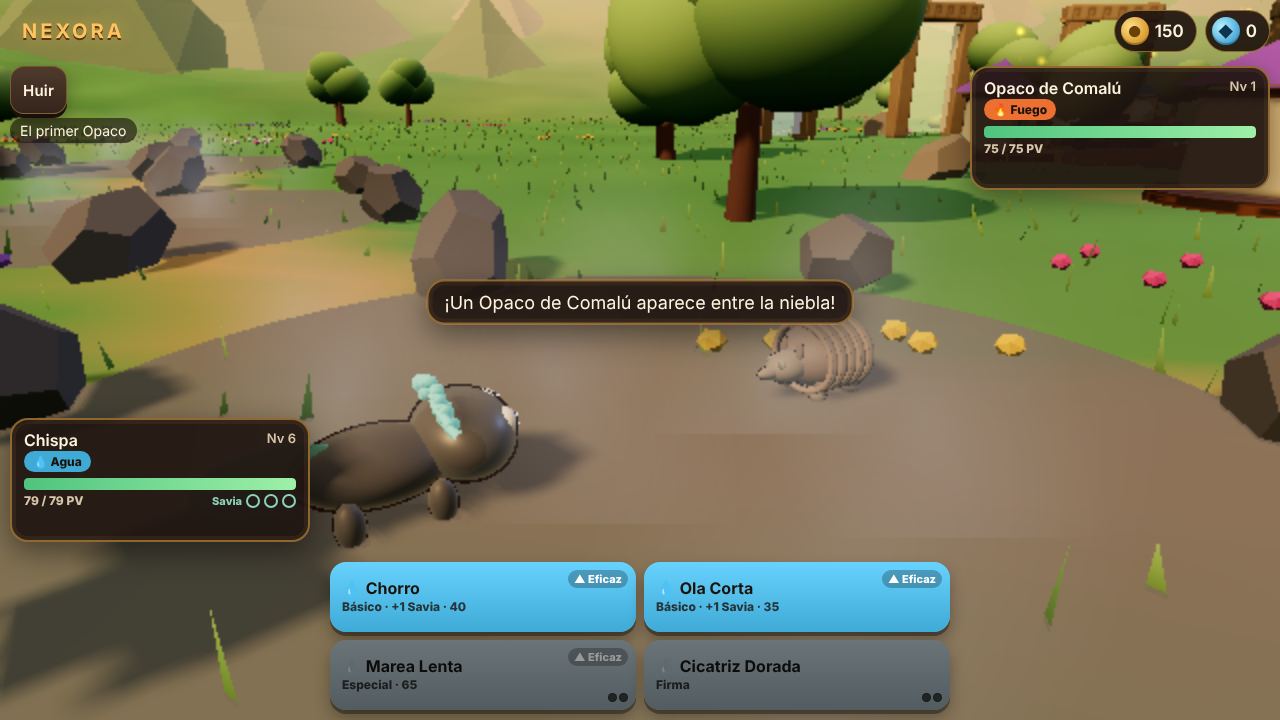 NEXORA
150
0
Huir
El primer Opaco
Opaco de Comalú
Nv 1
Fuego
75 / 75 PV
¡Un Opaco de Comalú aparece entre la niebla!
Chispa
Nv 6
Agua
79 / 79 PV
Savia
Chorro
▲ Eficaz
Básico · +1 Savia · 40
Ola Corta
▲ Eficaz
Básico · +1 Savia · 35
Marea Lenta
▲ Eficaz
Especial · 65
Cicatriz Dorada
Firma